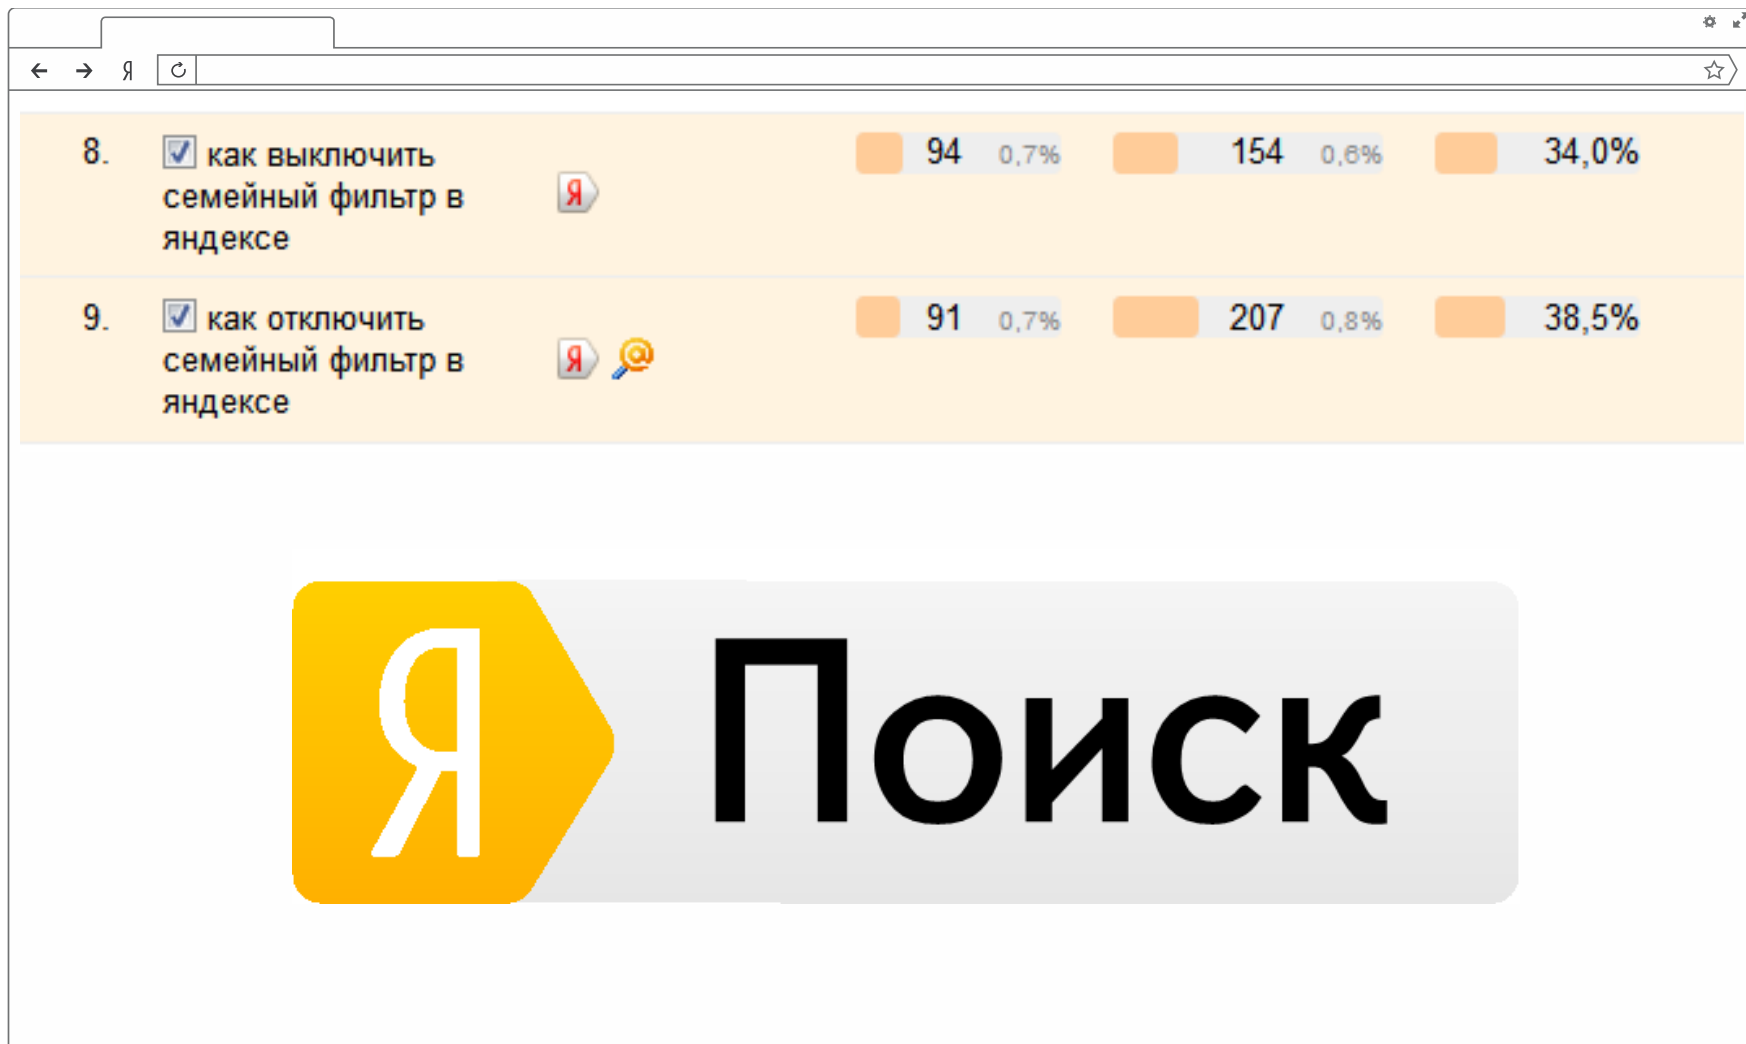 Я
8. как выключить 94 0,7% 154 0,6% 34,0%
семейный фильтр в Я
яндексе
9. как отключить 91 0,7% 207 0,8% 38,5%
семейный фильтр в Я @
яндексе
Я Поиск